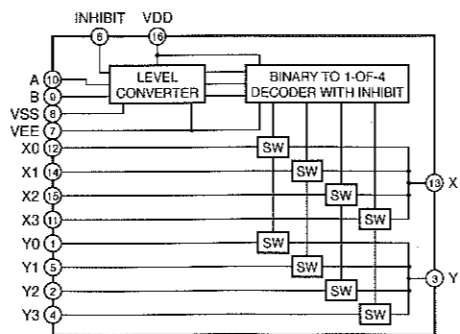 INHIBIT VDD
6 16
A 10
B 9
VSS 8
VEE 7
LEVEL CONVERTER
BINARY TO 1-OF-4
DECODER WITH INHIBIT
X0 12 SW
X1 14 SW
13 X
X2 15 SW
X3 11 SW
Y0 1 SW
Y1 5 SW
3 Y
Y2 2 SW
Y3 4 SW